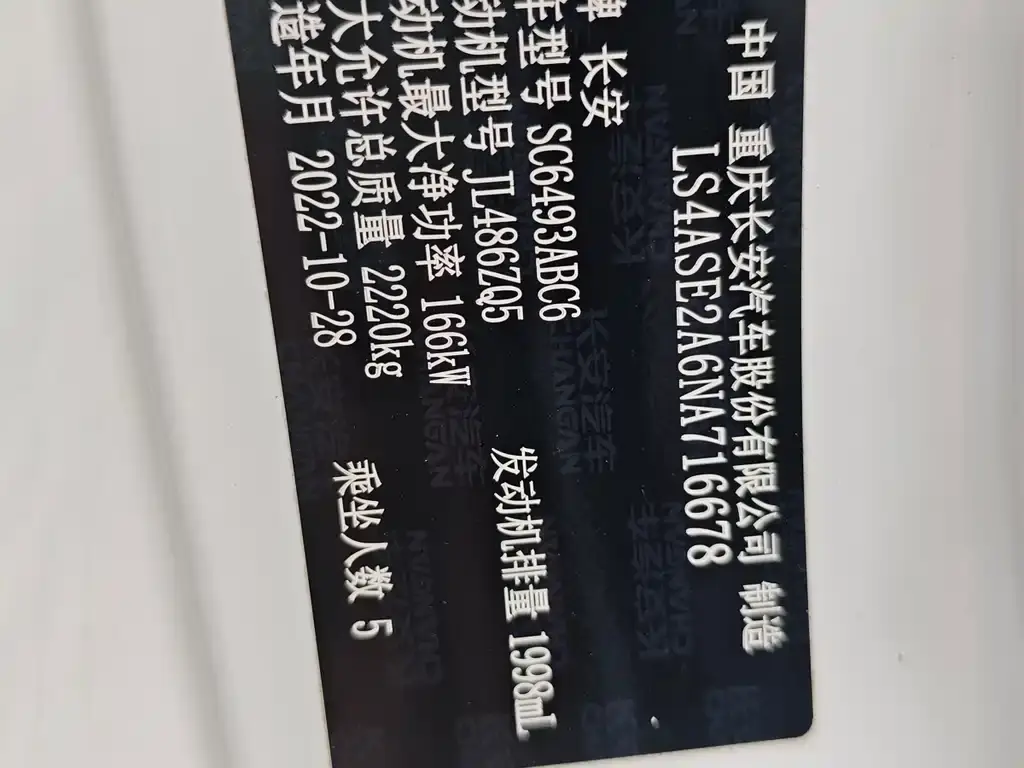 中国 重庆长安汽车股份有限公司 制造
LS4ASE2A6NA716678
牌 长安
车型号 SC6493ABC6
动机型号 JL486ZQ5 发动机排量 1998mL
动机最大净功率 166kW
大允许总质量 2220kg
造年月 2022-10-28 乘坐人数 5